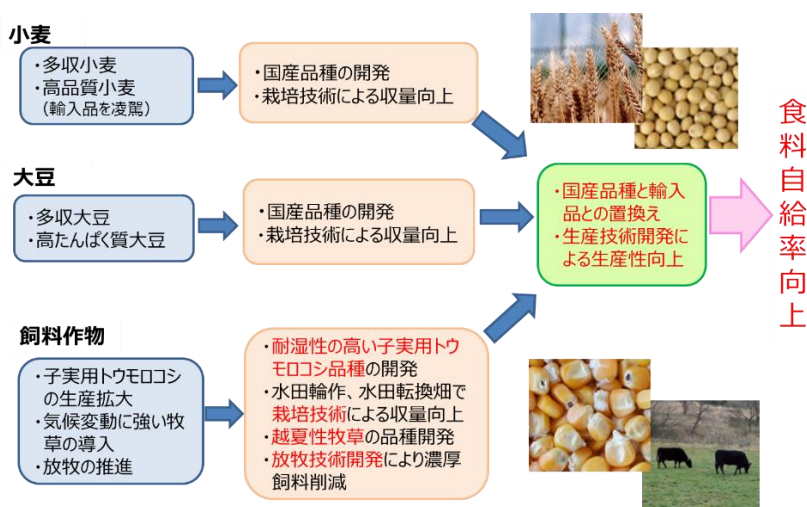 小麦
・多収小麦
・高品質小麦
（輸入品を凌駕）
・国産品種の開発
・栽培技術による収量向上
大豆
・多収大豆
・高たんぱく質大豆
・国産品種の開発
・栽培技術による収量向上
飼料作物
・子実用トウモロコシ
の生産拡大
・気候変動に強い牧
草の導入
・放牧の推進
・耐湿性の高い子実用トウ
モロコシ品種の開発
・水田輪作、水田転換畑で
栽培技術による収量向上
・越夏性牧草の品種開発
・放牧技術開発により濃厚
飼料削減
・国産品種と輸入
品との置換え
・生産技術開発に
よる生産性向上
食料自給率向上